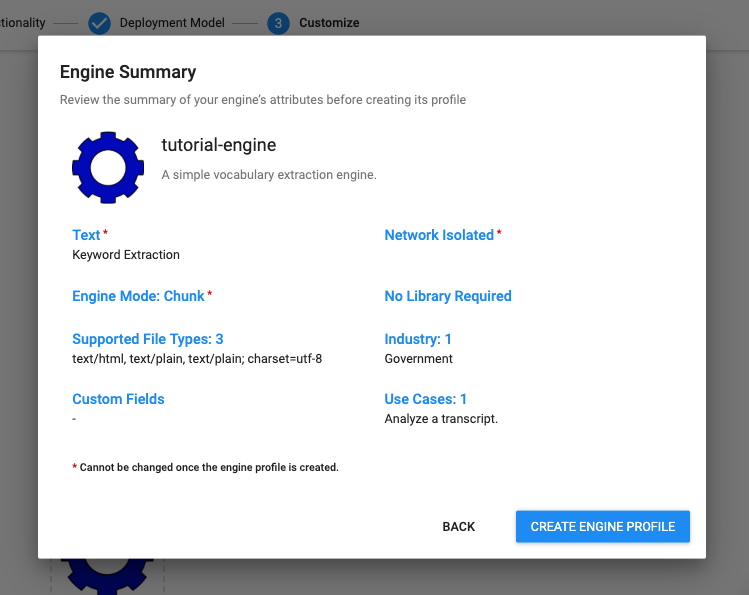 tionality
Deployment Model
3
Customize
Engine Summary
Review the summary of your engine's attributes before creating its profile
tutorial-engine
A simple vocabulary extraction engine.
Text *
Keyword Extraction
Network Isolated *
Engine Mode: Chunk *
No Library Required
Supported File Types: 3
text/html, text/plain, text/plain; charset=utf-8
Industry: 1
Government
Custom Fields
-
Use Cases: 1
Analyze a transcript.
* Cannot be changed once the engine profile is created.
BACK
CREATE ENGINE PROFILE